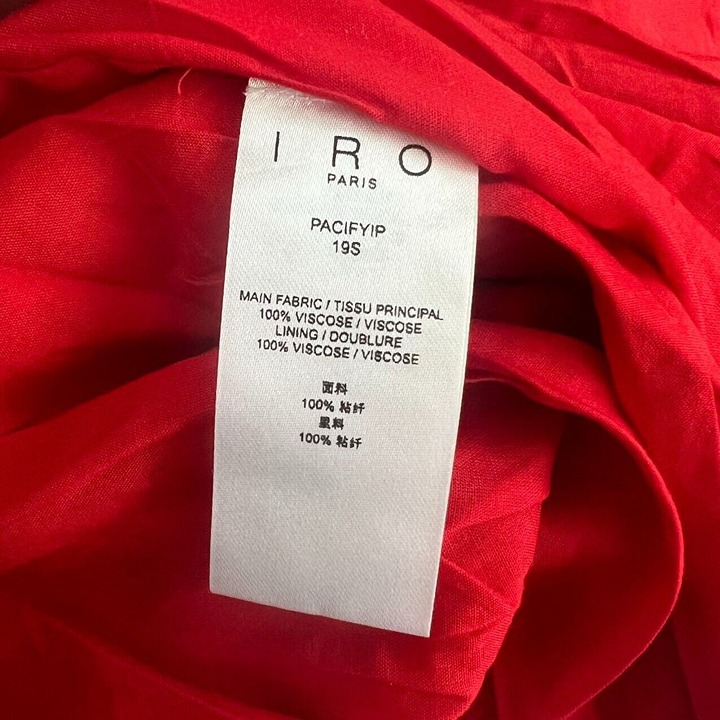 IRO
PARIS
PACIFYIP
19S
MAIN FABRIC / TISSU PRINCIPAL
100% VISCOSE / VISCOSE
LINING / DOUBLURE
100% VISCOSE / VISCOSE
面料
100% 粘纤
里料
100% 粘纤